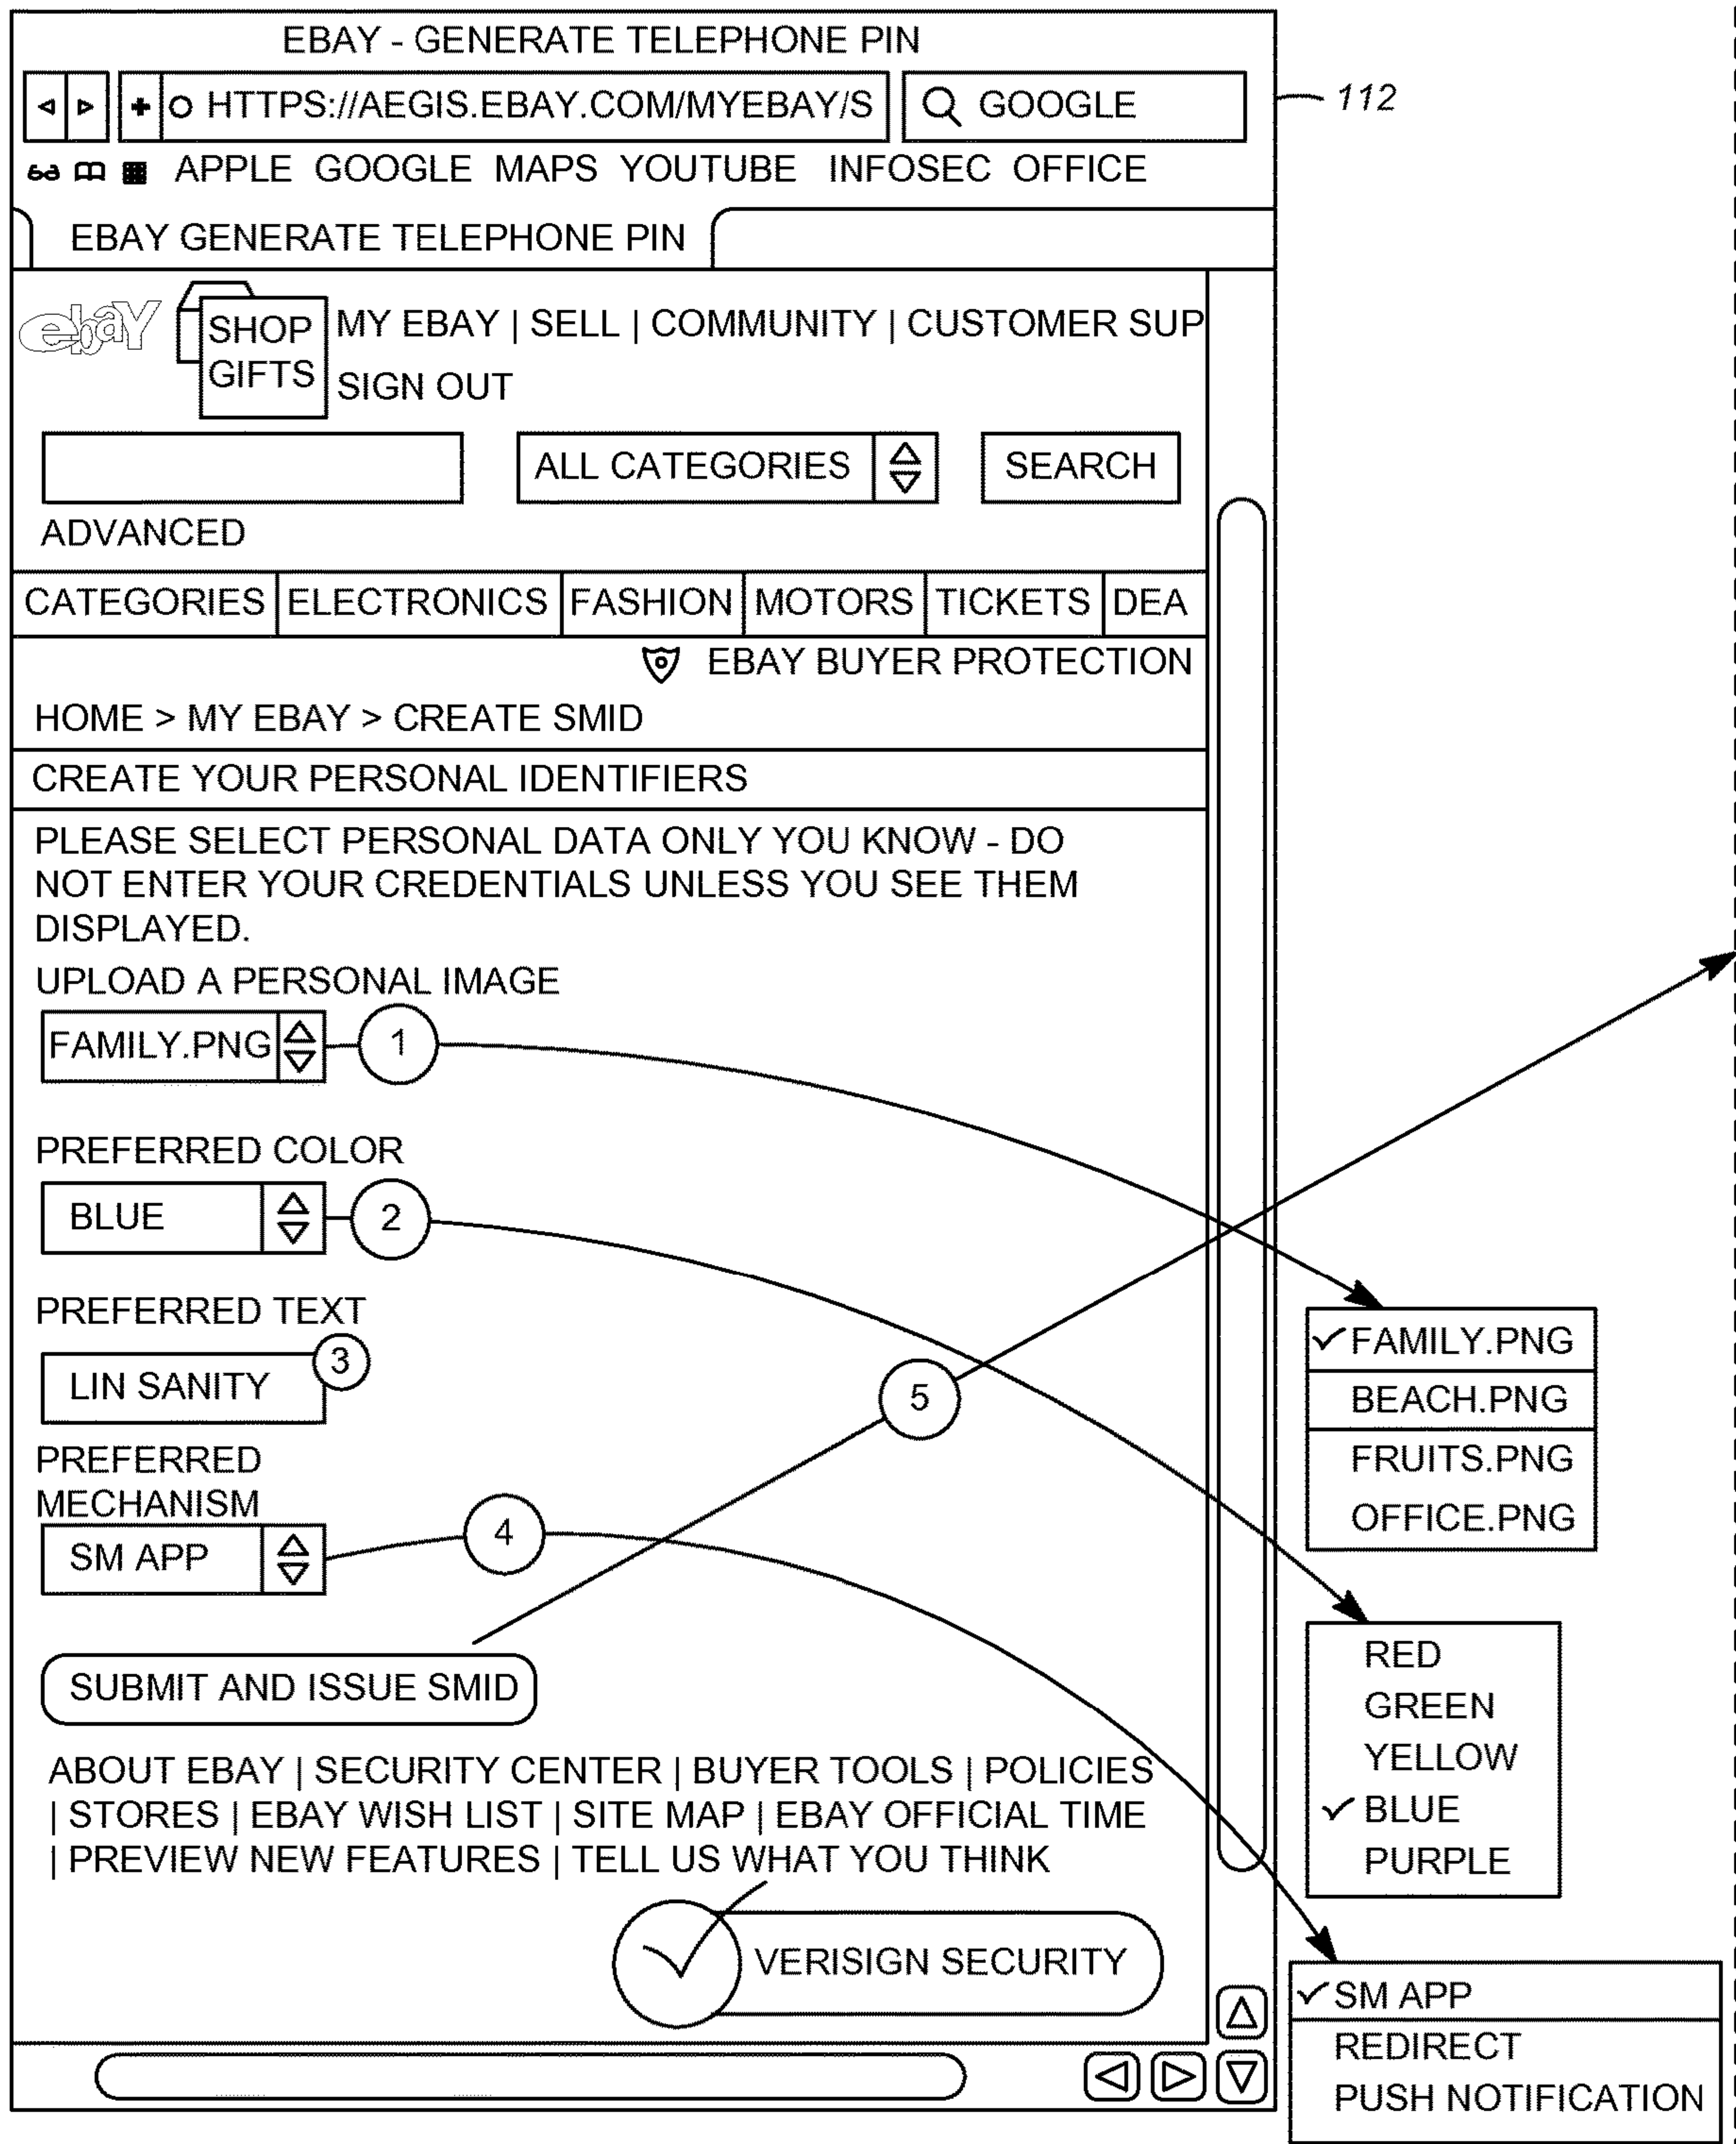 EBAY - GENERATE TELEPHONE PIN
HTTPS://AEGIS.EBAY.COM/MYEBAY/S
GOOGLE
112
APPLE GOOGLE MAPS YOUTUBE INFOSEC OFFICE
EBAY GENERATE TELEPHONE PIN
ebaY
SHOP
GIFTS
MY EBAY | SELL | COMMUNITY | CUSTOMER SUP
SIGN OUT
ALL CATEGORIES
SEARCH
ADVANCED
CATEGORIES ELECTRONICS FASHION MOTORS TICKETS DEA
EBAY BUYER PROTECTION
HOME > MY EBAY > CREATE SMID
CREATE YOUR PERSONAL IDENTIFIERS
PLEASE SELECT PERSONAL DATA ONLY YOU KNOW - DO
NOT ENTER YOUR CREDENTIALS UNLESS YOU SEE THEM
DISPLAYED.
UPLOAD A PERSONAL IMAGE
FAMILY.PNG
1
PREFERRED COLOR
BLUE
2
PREFERRED TEXT
LIN SANITY
3
PREFERRED
MECHANISM
SM APP
4
5
SUBMIT AND ISSUE SMID
ABOUT EBAY | SECURITY CENTER | BUYER TOOLS | POLICIES
| STORES | EBAY WISH LIST | SITE MAP | EBAY OFFICIAL TIME
| PREVIEW NEW FEATURES | TELL US WHAT YOU THINK
VERISIGN SECURITY
FAMILY.PNG
BEACH.PNG
FRUITS.PNG
OFFICE.PNG
RED
GREEN
YELLOW
BLUE
PURPLE
SM APP
REDIRECT
PUSH NOTIFICATION